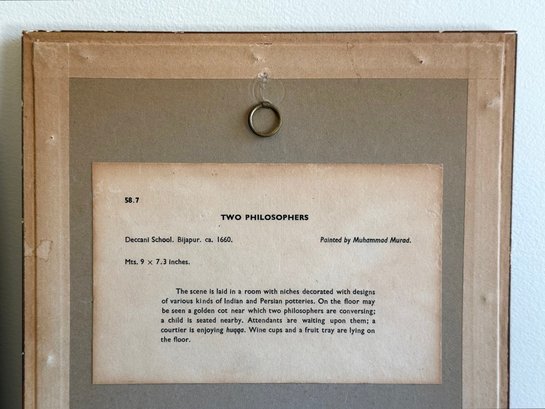 58.7
TWO PHILOSOPHERS
Deccani School. Bijapur. ca. 1660. Painted by Muhammad Murad.
Mts. 9 × 7.3 inches.
The scene is laid in a room with niches decorated with designs
of various kinds of Indian and Persian potteries. On the floor may
be seen a golden cot near which two philosophers are conversing;
a child is seated nearby. Attendants are waiting upon them; a
courtier is enjoying huqqa. Wine cups and a fruit tray are lying on
the floor.